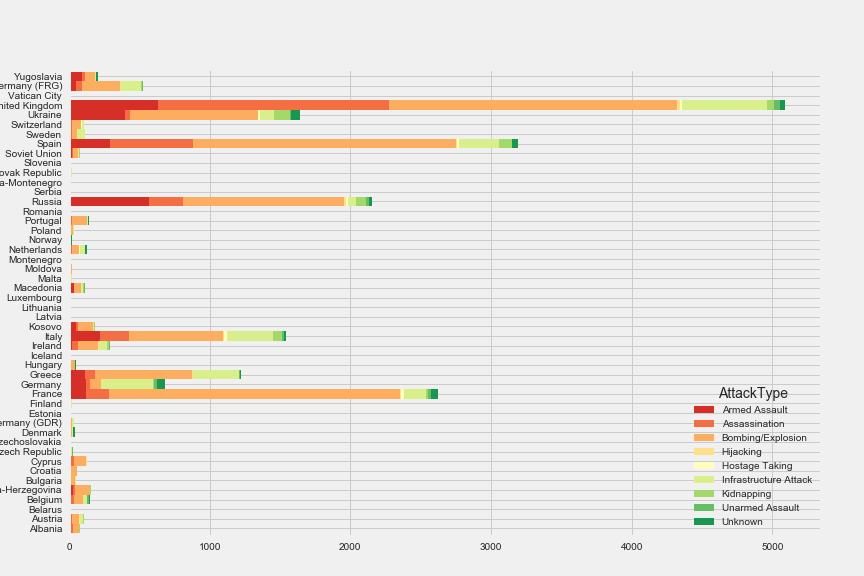 Yugoslavia
ermany (FRG)
Vatican City
nited Kingdom
Ukraine
Switzerland
Sweden
Spain
Soviet Union
Slovenia
ovak Republic
a-Montenegro
Serbia
Russia
Romania
Portugal
Poland
Norway
Netherlands
Montenegro
Moldova
Malta
Macedonia
Luxembourg
Lithuania
Latvia
Kosovo
Italy
Ireland
Iceland
Hungary
Greece
Germany
France
Finland
Estonia
ermany (GDR)
Denmark
zechoslovakia
zech Republic
Cyprus
Croatia
Bulgaria
a-Herzegovina
Belgium
Belarus
Austria
Albania
0 1000 2000 3000 4000 5000
AttackType
Armed Assault
Assassination
Bombing/Explosion
Hijacking
Hostage Taking
Infrastructure Attack
Kidnapping
Unarmed Assault
Unknown